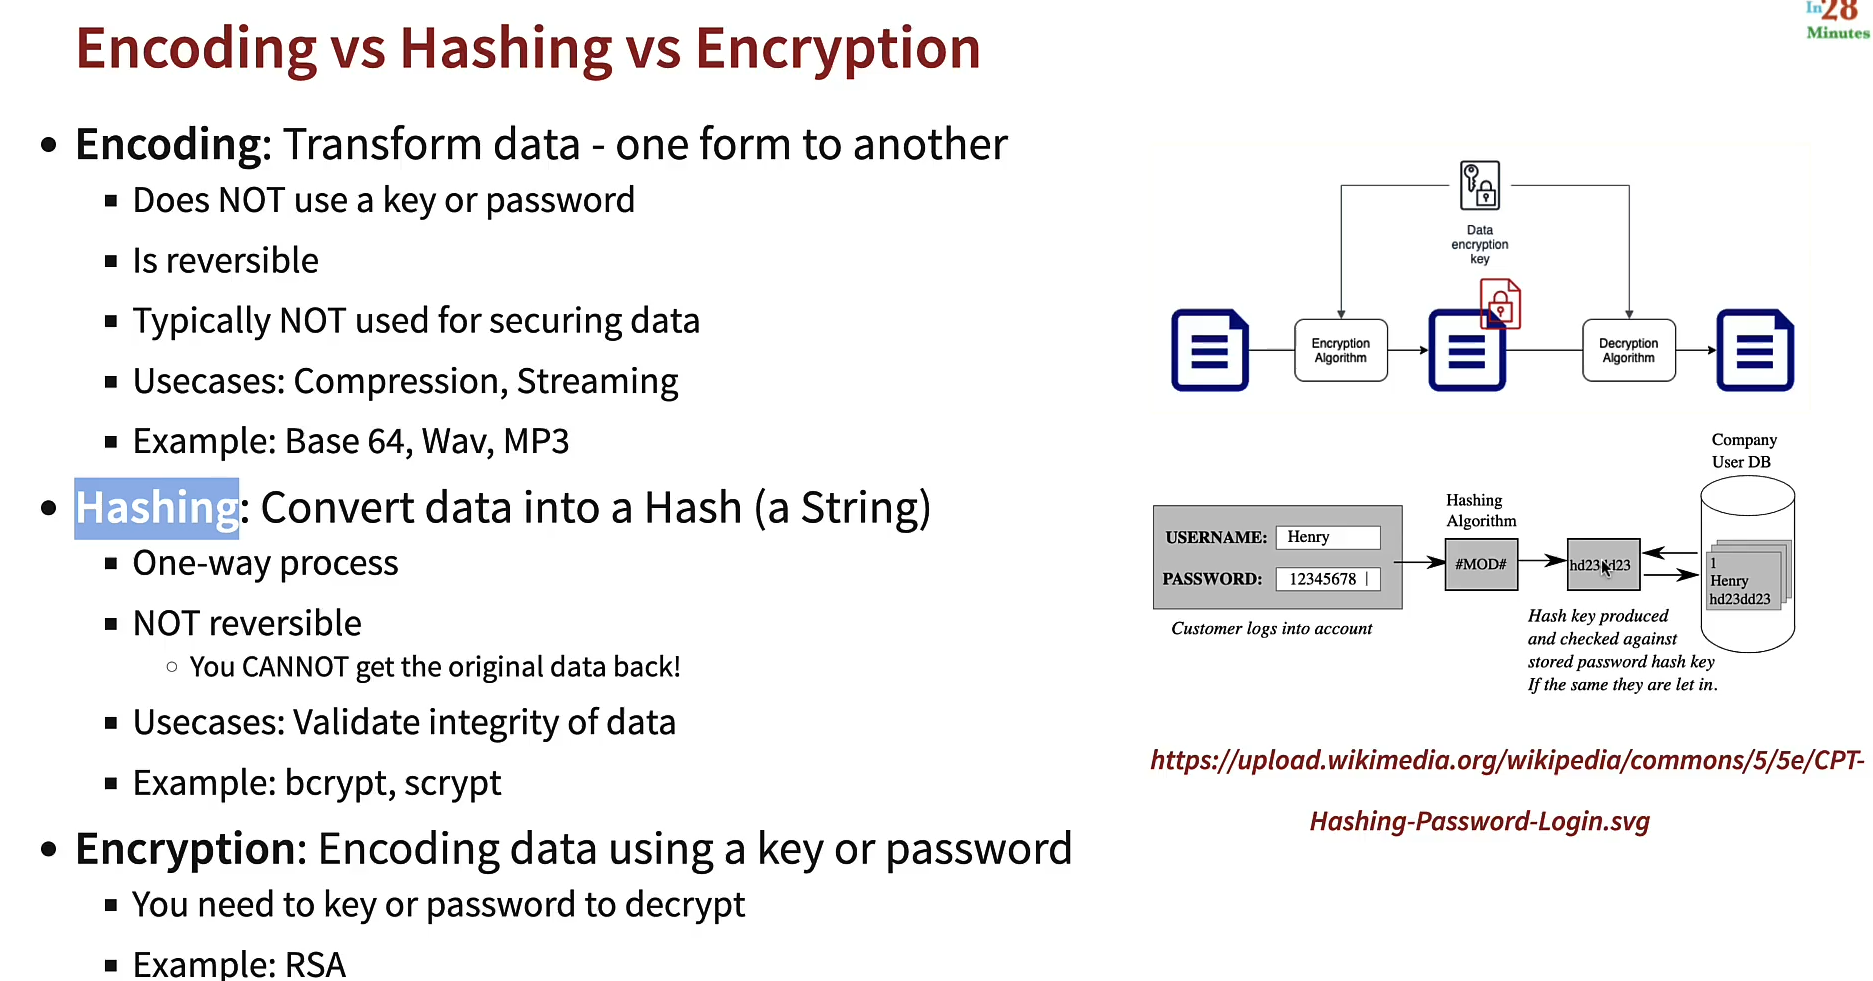 In28
Minutes
Encoding vs Hashing vs Encryption
Encoding: Transform data - one form to another
Does NOT use a key or password
Is reversible
Typically NOT used for securing data
Usecases: Compression, Streaming
Example: Base 64, Wav, MP3
Hashing: Convert data into a Hash (a String)
One-way process
NOT reversible
You CANNOT get the original data back!
Usecases: Validate integrity of data
Example: bcrypt, scrypt
Encryption: Encoding data using a key or password
You need to key or password to decrypt
Example: RSA
Data
encryption
key
Encryption
Algorithm
Decryption
Algorithm
Company
User DB
Hashing
Algorithm
USERNAME: Henry
PASSWORD: 12345678
#MOD#
hd23dd23
1
Henry
hd23dd23
Customer logs into account
Hash key produced
and checked against
stored password hash key
If the same they are let in.
https://upload.wikimedia.org/wikipedia/commons/5/5e/CPT-
Hashing-Password-Login.svg